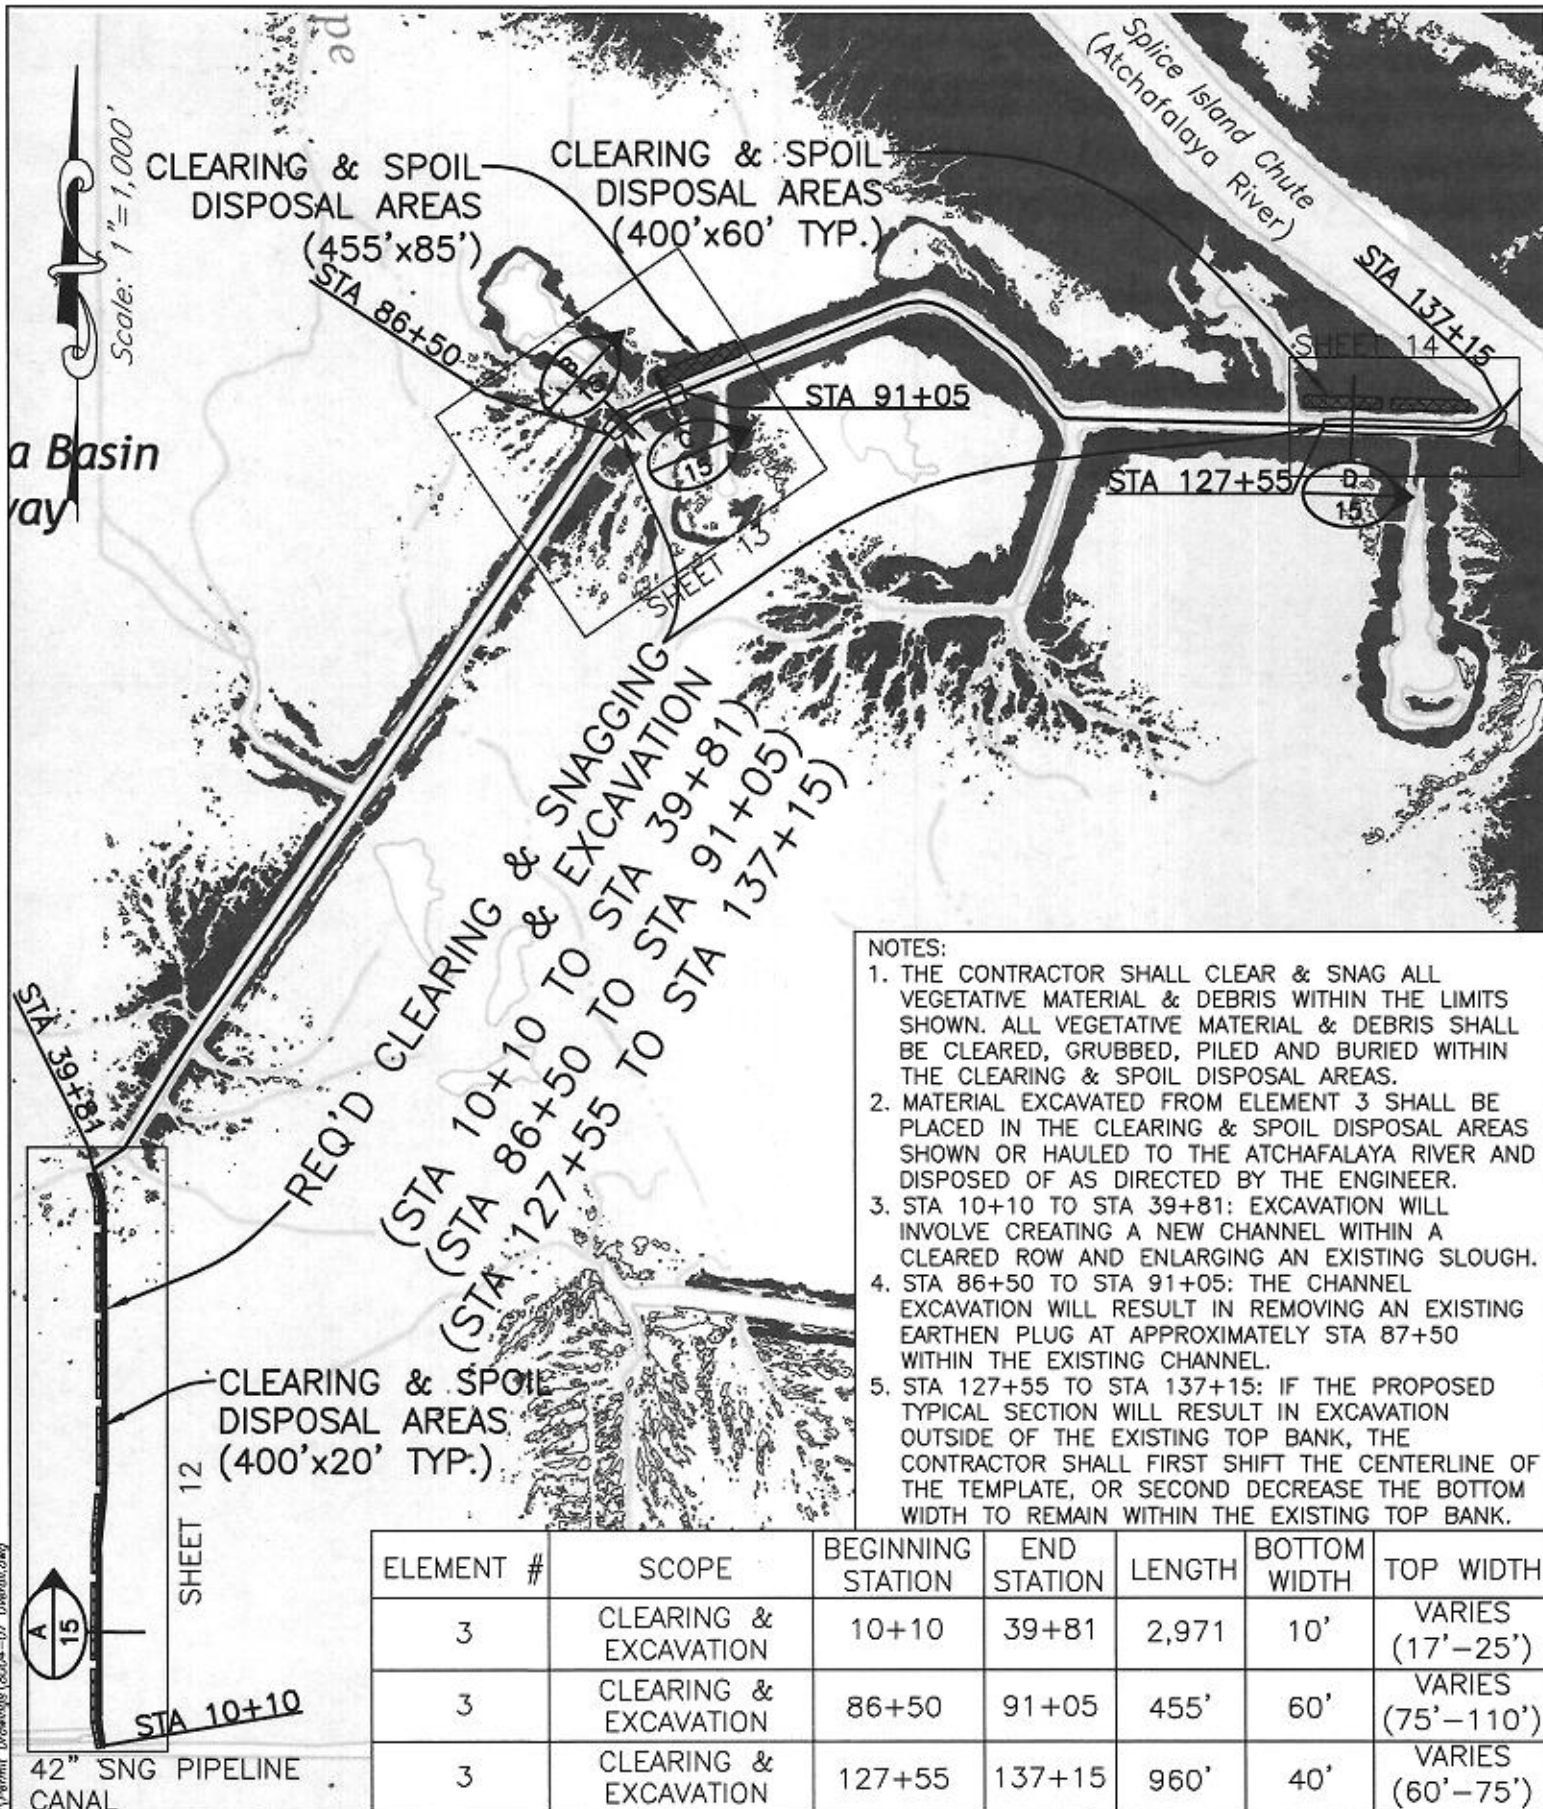 pe
Scale: 1"=1,000'
CLEARING & SPOIL
DISPOSAL AREAS
(455'x85')
CLEARING & SPOIL
DISPOSAL AREAS
(400'x60' TYP.)
Splice Island Chute
(Atchafalaya River)
STA 137+15
STA 86+50
SHEET 14
a Basin
way
B
15
C
15
STA 91+05
STA 127+55
D
15
SHEET 13
REQ'D CLEARING & SNAGGING
& EXCAVATION
(STA 10+10 TO STA 39+81)
(STA 86+50 TO STA 91+05)
(STA 127+55 TO STA 137+15)
STA 39+81
CLEARING & SPOIL
DISPOSAL AREAS
(400'x20' TYP.)
SHEET 12
A
15
STA 10+10
42" SNG PIPELINE
CANAL
NOTES:
1. THE CONTRACTOR SHALL CLEAR & SNAG ALL
VEGETATIVE MATERIAL & DEBRIS WITHIN THE LIMITS
SHOWN. ALL VEGETATIVE MATERIAL & DEBRIS SHALL
BE CLEARED, GRUBBED, PILED AND BURIED WITHIN
THE CLEARING & SPOIL DISPOSAL AREAS.
2. MATERIAL EXCAVATED FROM ELEMENT 3 SHALL BE
PLACED IN THE CLEARING & SPOIL DISPOSAL AREAS
SHOWN OR HAULED TO THE ATCHAFALAYA RIVER AND
DISPOSED OF AS DIRECTED BY THE ENGINEER.
3. STA 10+10 TO STA 39+81: EXCAVATION WILL
INVOLVE CREATING A NEW CHANNEL WITHIN A
CLEARED ROW AND ENLARGING AN EXISTING SLOUGH.
4. STA 86+50 TO STA 91+05: THE CHANNEL
EXCAVATION WILL RESULT IN REMOVING AN EXISTING
EARTHEN PLUG AT APPROXIMATELY STA 87+50
WITHIN THE EXISTING CHANNEL.
5. STA 127+55 TO STA 137+15: IF THE PROPOSED
TYPICAL SECTION WILL RESULT IN EXCAVATION
OUTSIDE OF THE EXISTING TOP BANK, THE
CONTRACTOR SHALL FIRST SHIFT THE CENTERLINE OF
THE TEMPLATE, OR SECOND DECREASE THE BOTTOM
WIDTH TO REMAIN WITHIN THE EXISTING TOP BANK.
ELEMENT # SCOPE BEGINNING STATION END STATION LENGTH BOTTOM WIDTH TOP WIDTH
3 CLEARING & EXCAVATION 10+10 39+81 2,971 10' VARIES (17'-25')
3 CLEARING & EXCAVATION 86+50 91+05 455' 60' VARIES (75'-110')
3 CLEARING & EXCAVATION 127+55 137+15 960' 40' VARIES (60'-75')